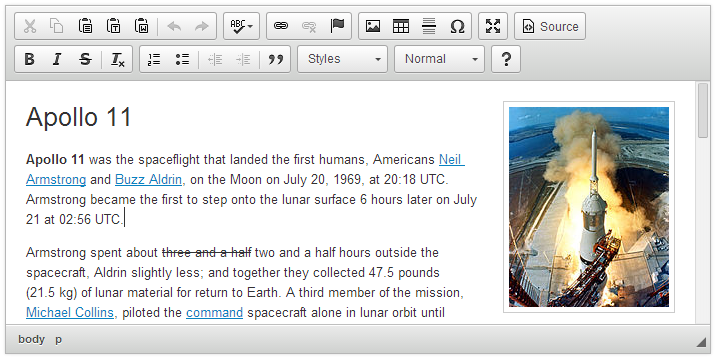 ABC
Source
B I S Tx
Styles
Normal
?
Apollo 11
Apollo 11 was the spaceflight that landed the first humans, Americans Neil
Armstrong and Buzz Aldrin, on the Moon on July 20, 1969, at 20:18 UTC.
Armstrong became the first to step onto the lunar surface 6 hours later on July
21 at 02:56 UTC.
Armstrong spent about three and a half two and a half hours outside the
spacecraft, Aldrin slightly less; and together they collected 47.5 pounds
(21.5 kg) of lunar material for return to Earth. A third member of the mission,
Michael Collins, piloted the command spacecraft alone in lunar orbit until
body p